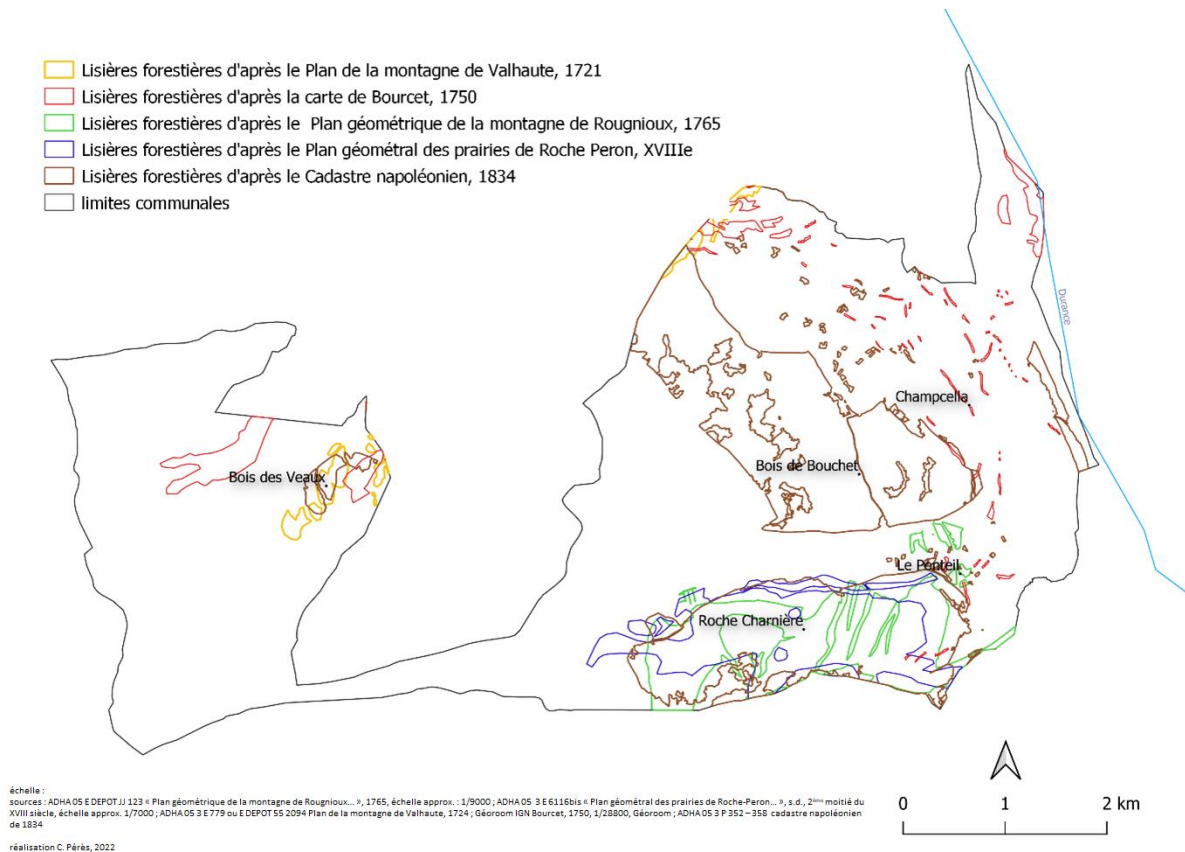 Lisières forestières d'après le Plan de la montagne de Valhaute, 1721
Lisières forestières d'après la carte de Bourcet, 1750
Lisières forestières d'après le Plan géométrique de la montagne de Rougnioux, 1765
Lisières forestières d'après le Plan géométral des prairies de Roche Peron, XVIIIe
Lisières forestières d'après le Cadastre napoléonien, 1834
limites communales
Durance
Champcella
Bois de Bouchet
Bois des Veaux
Le Ponteil
Roche Charnière
échelle :
sources : ADHA 05 E DEPOT JJ 123 « Plan géométrique de la montagne de Rougnioux... », 1765, échelle approx. : 1/9000 ; ADHA 05 3 E 6116bis « Plan géométral des prairies de Roche-Peron... », s.d., 2ème moitié du
XVIII siècle, échelle approx. 1/7000 ; ADHA 05 3 E 779 ou E DEPOT 55 2094 Plan de la montagne de Valhaute, 1724 ; Géoroom IGN Bourcet, 1750, 1/28800, Géoroom ; ADHA 05 3 P 352 – 358 cadastre napoléonien
de 1834
réalisation C. Pérès, 2022
0 1 2 km